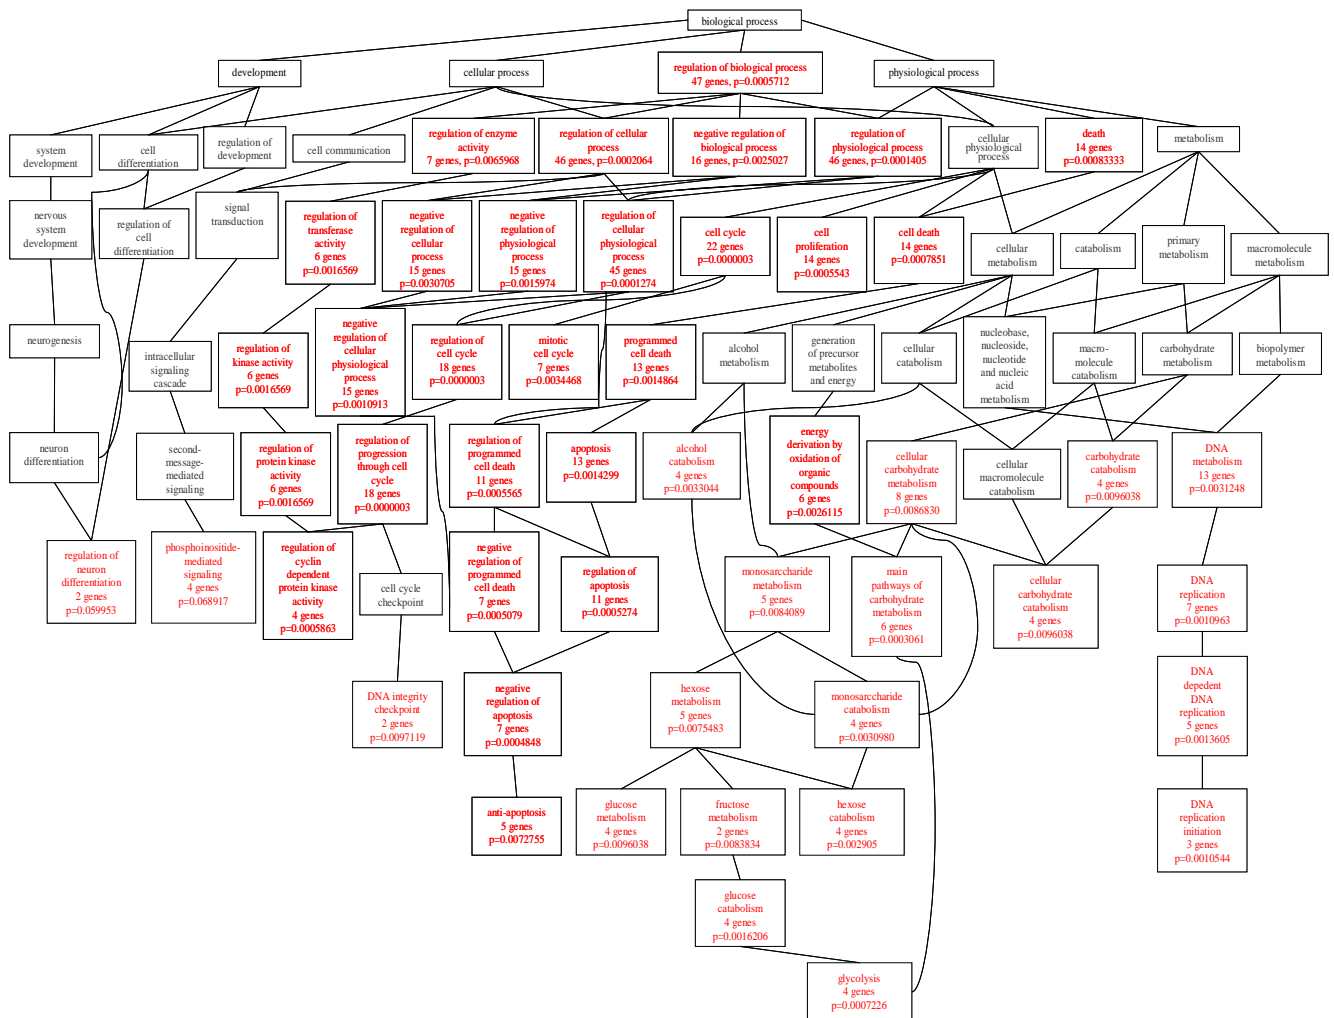 biological process
development
cellular process
regulation of biological process
47 genes, p=0.0005712
physiological process
system
development
cell
differentiation
regulation of
development
cell communication
regulation of enzyme
activity
7 genes, p=0.0065968
regulation of cellular
process
46 genes, p=0.0002064
negative regulation of
biological process
16 genes, p=0.0025027
regulation of
physiological process
46 genes, p=0.0001405
cellular
physiological
process
death
14 genes
p=0.00083333
metabolism
nervous
system
development
regulation of
cell
differentiation
signal
transduction
regulation of
transferase
activity
6 genes
p=0.0016569
negative
regulation of
cellular
process
15 genes
p=0.0030705
negative
regulation of
physiological
process
15 genes
p=0.0015974
regulation of
cellular
physiological
process
45 genes
p=0.0001274
cell cycle
22 genes
p=0.0000003
cell
proliferation
14 genes
p=0.0005543
cell death
14 genes
p=0.0007851
cellular
metabolism
catabolism
primary
metabolism
macromolecule
metabolism
neurogenesis
intracellular
signaling
cascade
regulation of
kinase activity
6 genes
p=0.0016569
negative
regulation of
cellular
physiological
process
15 genes
p=0.0010913
regulation of
cell cycle
18 genes
p=0.0000003
mitotic
cell cycle
7 genes
p=0.0034468
programmed
cell death
13 genes
p=0.0014864
alcohol
metabolism
generation
of precursor
metabolites
and energy
cellular
catabolism
nucleobase,
nucleoside,
nucleotide
and nucleic
acid
metabolism
macro-
molecule
catabolism
carbohydrate
metabolism
biopolymer
metabolism
neuron
differentiation
second-
message-
mediated
signaling
regulation of
protein kinase
activity
6 genes
p=0.0016569
regulation of
progression
through cell
cycle
18 genes
p=0.0000003
regulation of
programmed
cell death
11 genes
p=0.0005565
apoptosis
13 genes
p=0.0014299
alcohol
catabolism
4 genes
p=0.0033044
energy
derivation by
oxidation of
organic
compounds
6 genes
p=0.0026115
cellular
carbohydrate
metabolism
8 genes
p=0.0086830
cellular
macromolecule
catabolism
carbohydrate
catabolism
4 genes
p=0.0096038
DNA
metabolism
13 genes
p=0.0031248
regulation of
neuron
differentiation
2 genes
p=0.059953
phosphoinositide-
mediated
signaling
4 genes
p=0.068917
regulation of
cyclin
dependent
protein kinase
activity
4 genes
p=0.0005863
cell cycle
checkpoint
negative
regulation of
programmed
cell death
7 genes
p=0.0005079
regulation of
apoptosis
11 genes
p=0.0005274
monosaccharide
metabolism
5 genes
p=0.0084089
main
pathways of
carbohydrate
metabolism
6 genes
p=0.0003061
cellular
carbohydrate
catabolism
4 genes
p=0.0096038
DNA
replication
7 genes
p=0.0010963
DNA integrity
checkpoint
2 genes
p=0.0097119
negative
regulation of
apoptosis
7 genes
p=0.0004848
hexose
metabolism
5 genes
p=0.0075483
monosaccharide
catabolism
4 genes
p=0.0030980
DNA
depedent
DNA
replication
5 genes
p=0.0013605
anti-apoptosis
5 genes
p=0.0072755
glucose
metabolism
4 genes
p=0.0096038
fructose
metabolism
2 genes
p=0.0083834
hexose
catabolism
4 genes
p=0.002905
DNA
replication
initiation
3 genes
p=0.0010544
glucose
catabolism
4 genes
p=0.0016206
glycolysis
4 genes
p=0.0007226